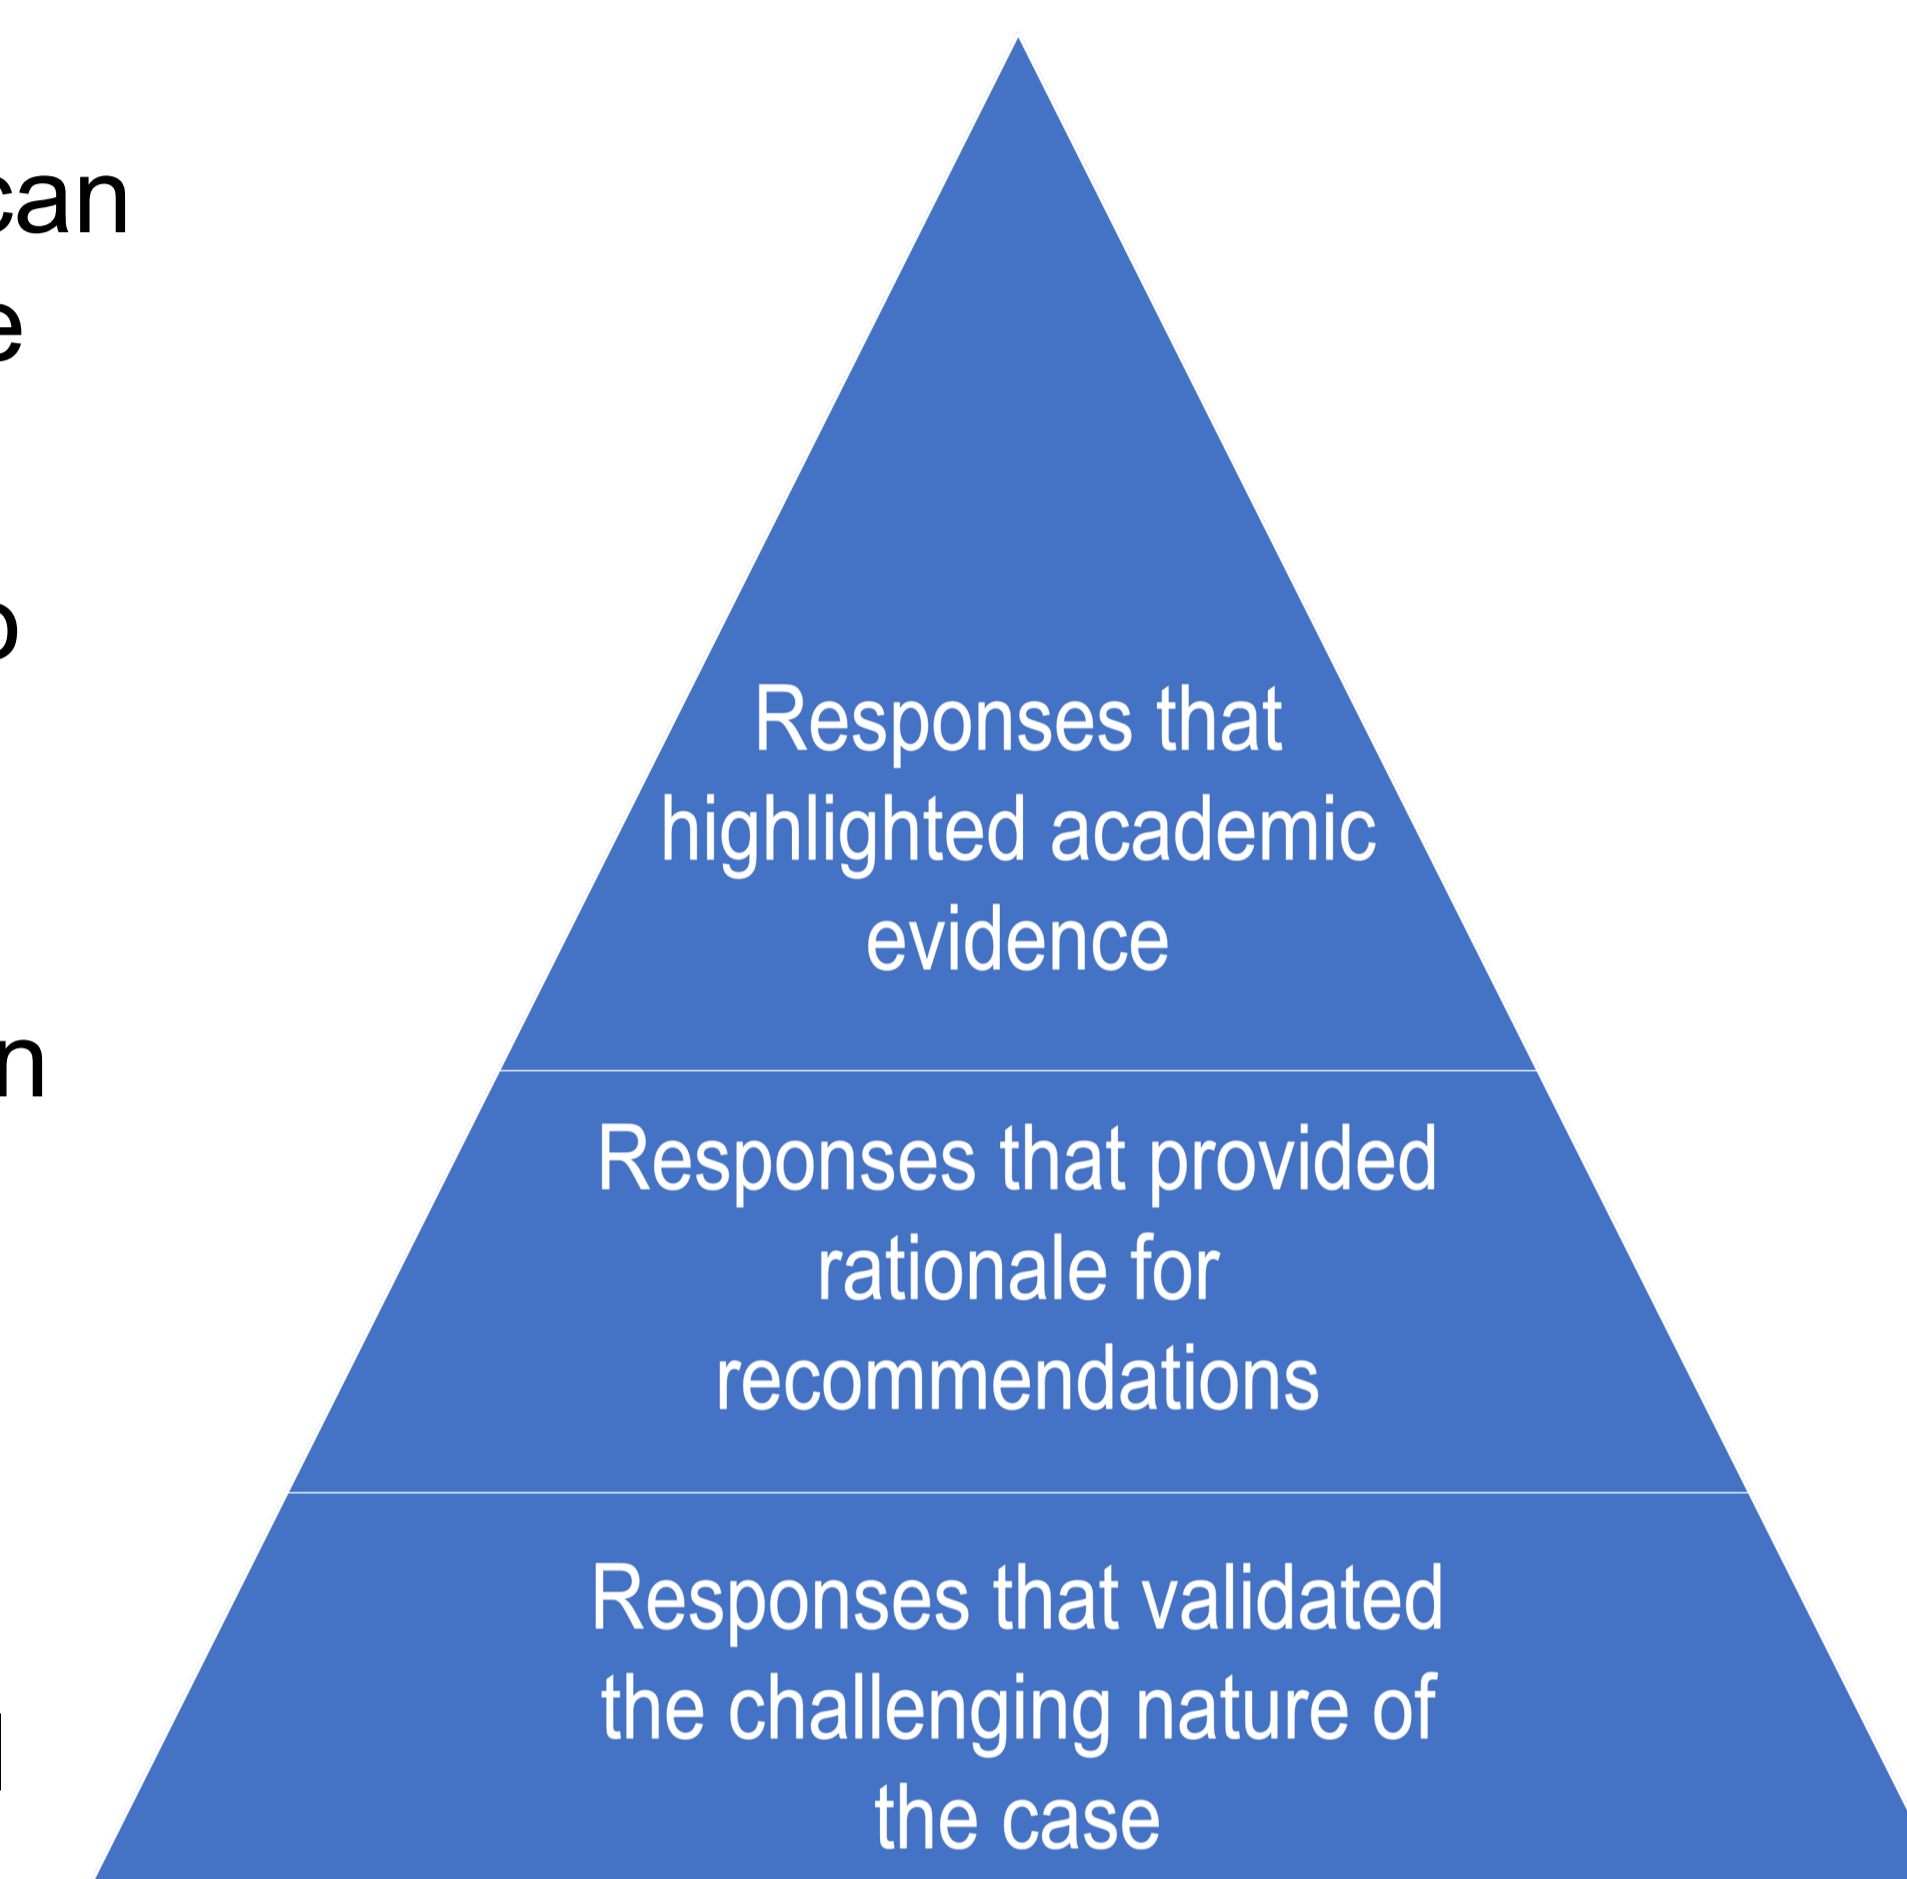 can
e
o
n
Responses that
highlighted academic
evidence
Responses that provided
rationale for
recommendations
Responses that validated
the challenging nature of
the case